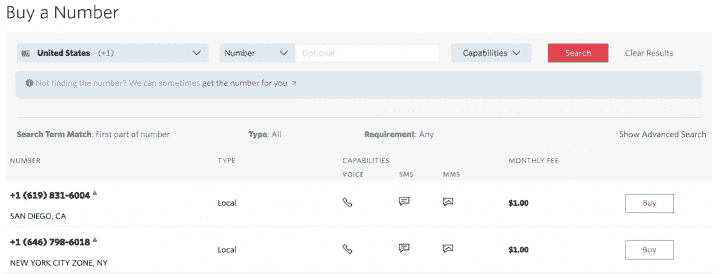 Buy a Number
United States (+1) Number Optional Capabilities Search Clear Results
Not finding the number? We can sometimes get the number for you ↗
Search Term Match: First part of number Type: All Requirement: Any Show Advanced Search
NUMBER TYPE CAPABILITIES MONTHLY FEE
VOICE SMS MMS
+1 (619) 831-6004 Local $1.00 Buy
SAN DIEGO, CA
+1 (646) 798-6018 Local $1.00 Buy
NEW YORK CITY ZONE, NY